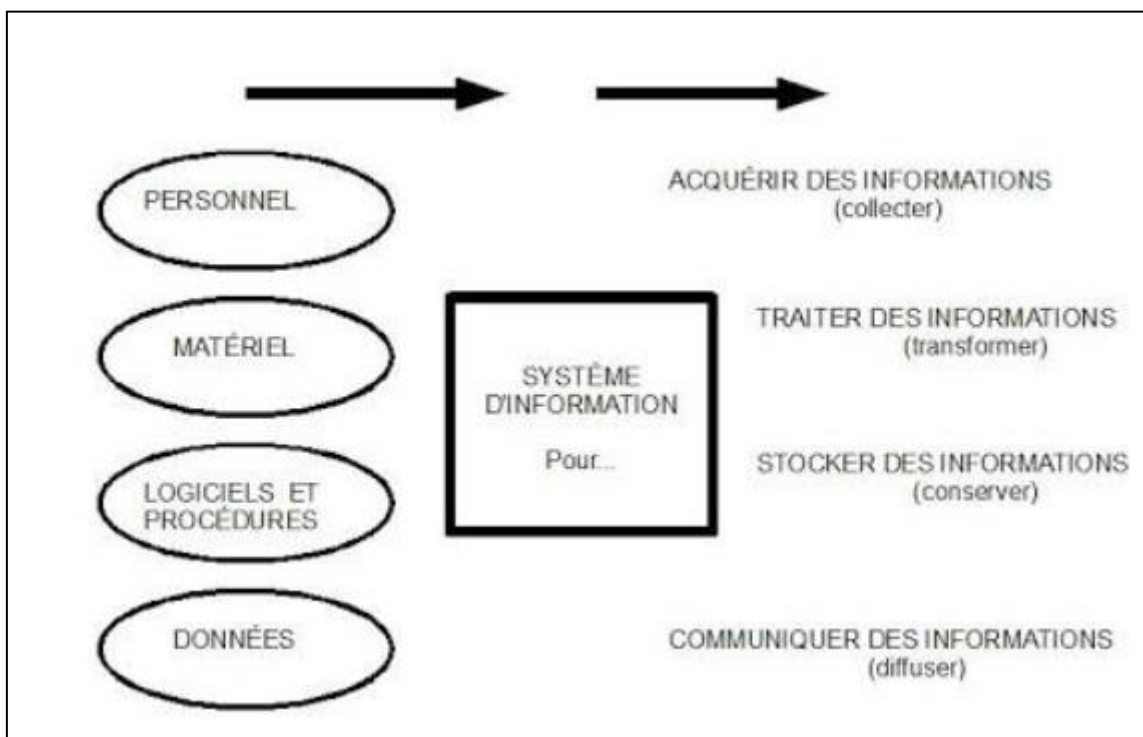 PERSONNEL
MATÉRIEL
LOGICIELS ET
PROCÉDURES
DONNÉES
SYSTÊME
D'INFORMATION
Pour...
ACQUÉRIR DES INFORMATIONS
(collecter)
TRAITER DES INFORMATIONS
(transformer)
STOCKER DES INFORMATIONS
(conserver)
COMMUNIQUER DES INFORMATIONS
(diffuser)